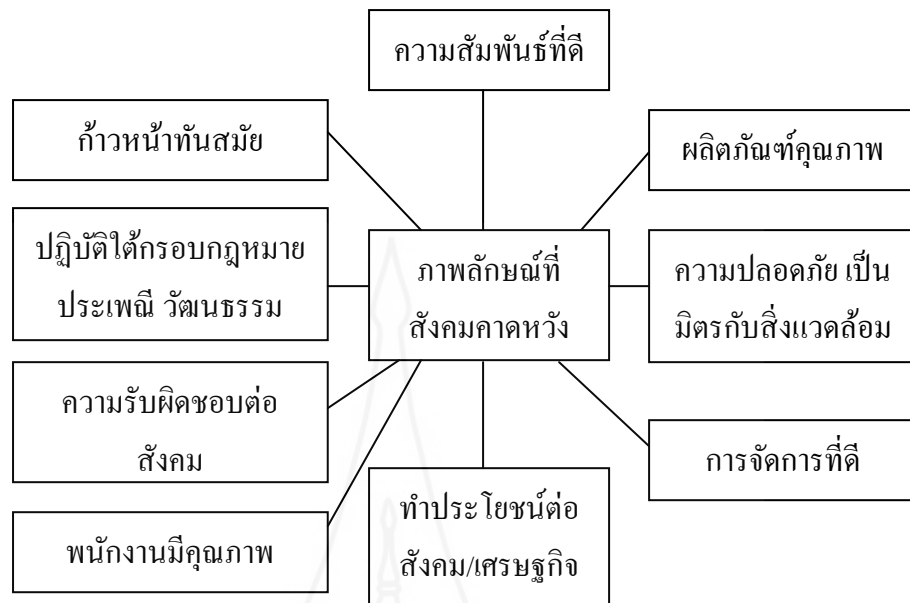 ความสัมพันธ์ที่ดี
ก้าวหน้าทันสมัย
ผลิตภัณฑ์คุณภาพ
ปฏิบัติใต้กรอบกฎหมาย
ประเพณี วัฒนธรรม
ภาพลักษณ์ที่
สังคมคาดหวัง
ความปลอดภัย เป็น
มิตรกับสิ่งแวดล้อม
ความรับผิดชอบต่อ
สังคม
การจัดการที่ดี
พนักงานมีคุณภาพ
ทำประโยชน์ต่อ
สังคม/เศรษฐกิจ